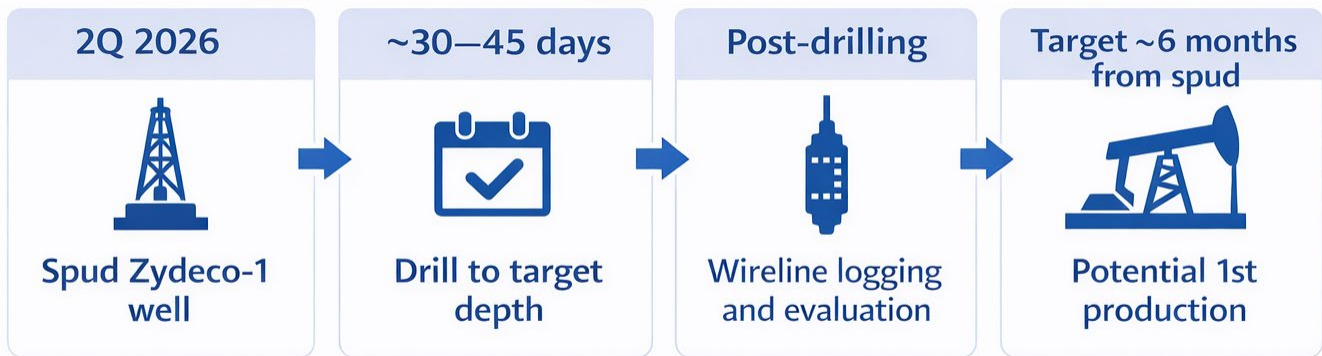 2Q 2026
Spud Zydeco-1
well
~30—45 days
Drill to target
depth
Post-drilling
Wireline logging
and evaluation
Target ~6 months
from spud
Potential 1st
production